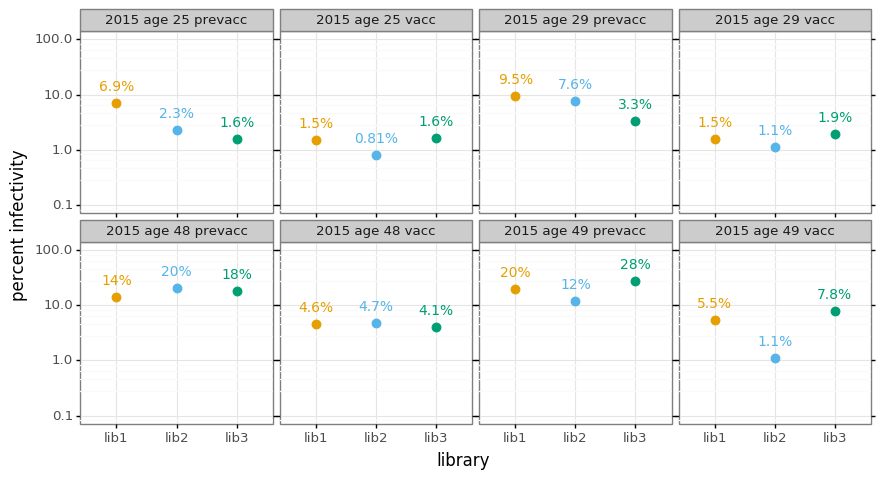 2015 age 25 prevacc
2015 age 25 vacc
2015 age 29 prevacc
2015 age 29 vacc
100.0
10.0
1.0
0.1
6.9%
2.3%
1.6%
1.5%
0.81%
1.6%
9.5%
7.6%
3.3%
1.5%
1.1%
1.9%
2015 age 48 prevacc
2015 age 48 vacc
2015 age 49 prevacc
2015 age 49 vacc
100.0
10.0
1.0
0.1
14%
20%
18%
4.6%
4.7%
4.1%
20%
12%
28%
5.5%
1.1%
7.8%
lib1 lib2 lib3
lib1 lib2 lib3
lib1 lib2 lib3
lib1 lib2 lib3
library
percent infectivity